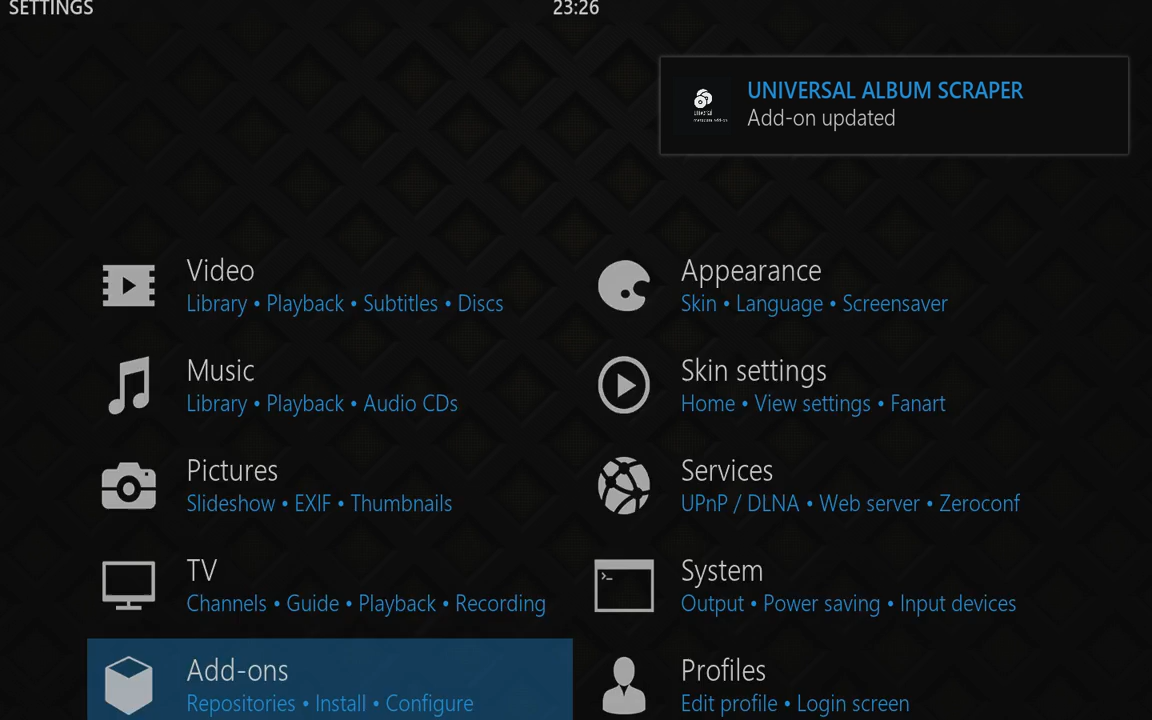 SETTINGS
23:26
UNIVERSAL ALBUM SCRAPER
Add-on updated
Video
Library • Playback • Subtitles • Discs
Appearance
Skin • Language • Screensaver
Music
Library • Playback • Audio CDs
Skin settings
Home • View settings • Fanart
Pictures
Slideshow • EXIF • Thumbnails
Services
UPnP / DLNA • Web server • Zeroconf
TV
Channels • Guide • Playback • Recording
System
Output • Power saving • Input devices
Add-ons
Repositories • Install • Configure
Profiles
Edit profile • Login screen